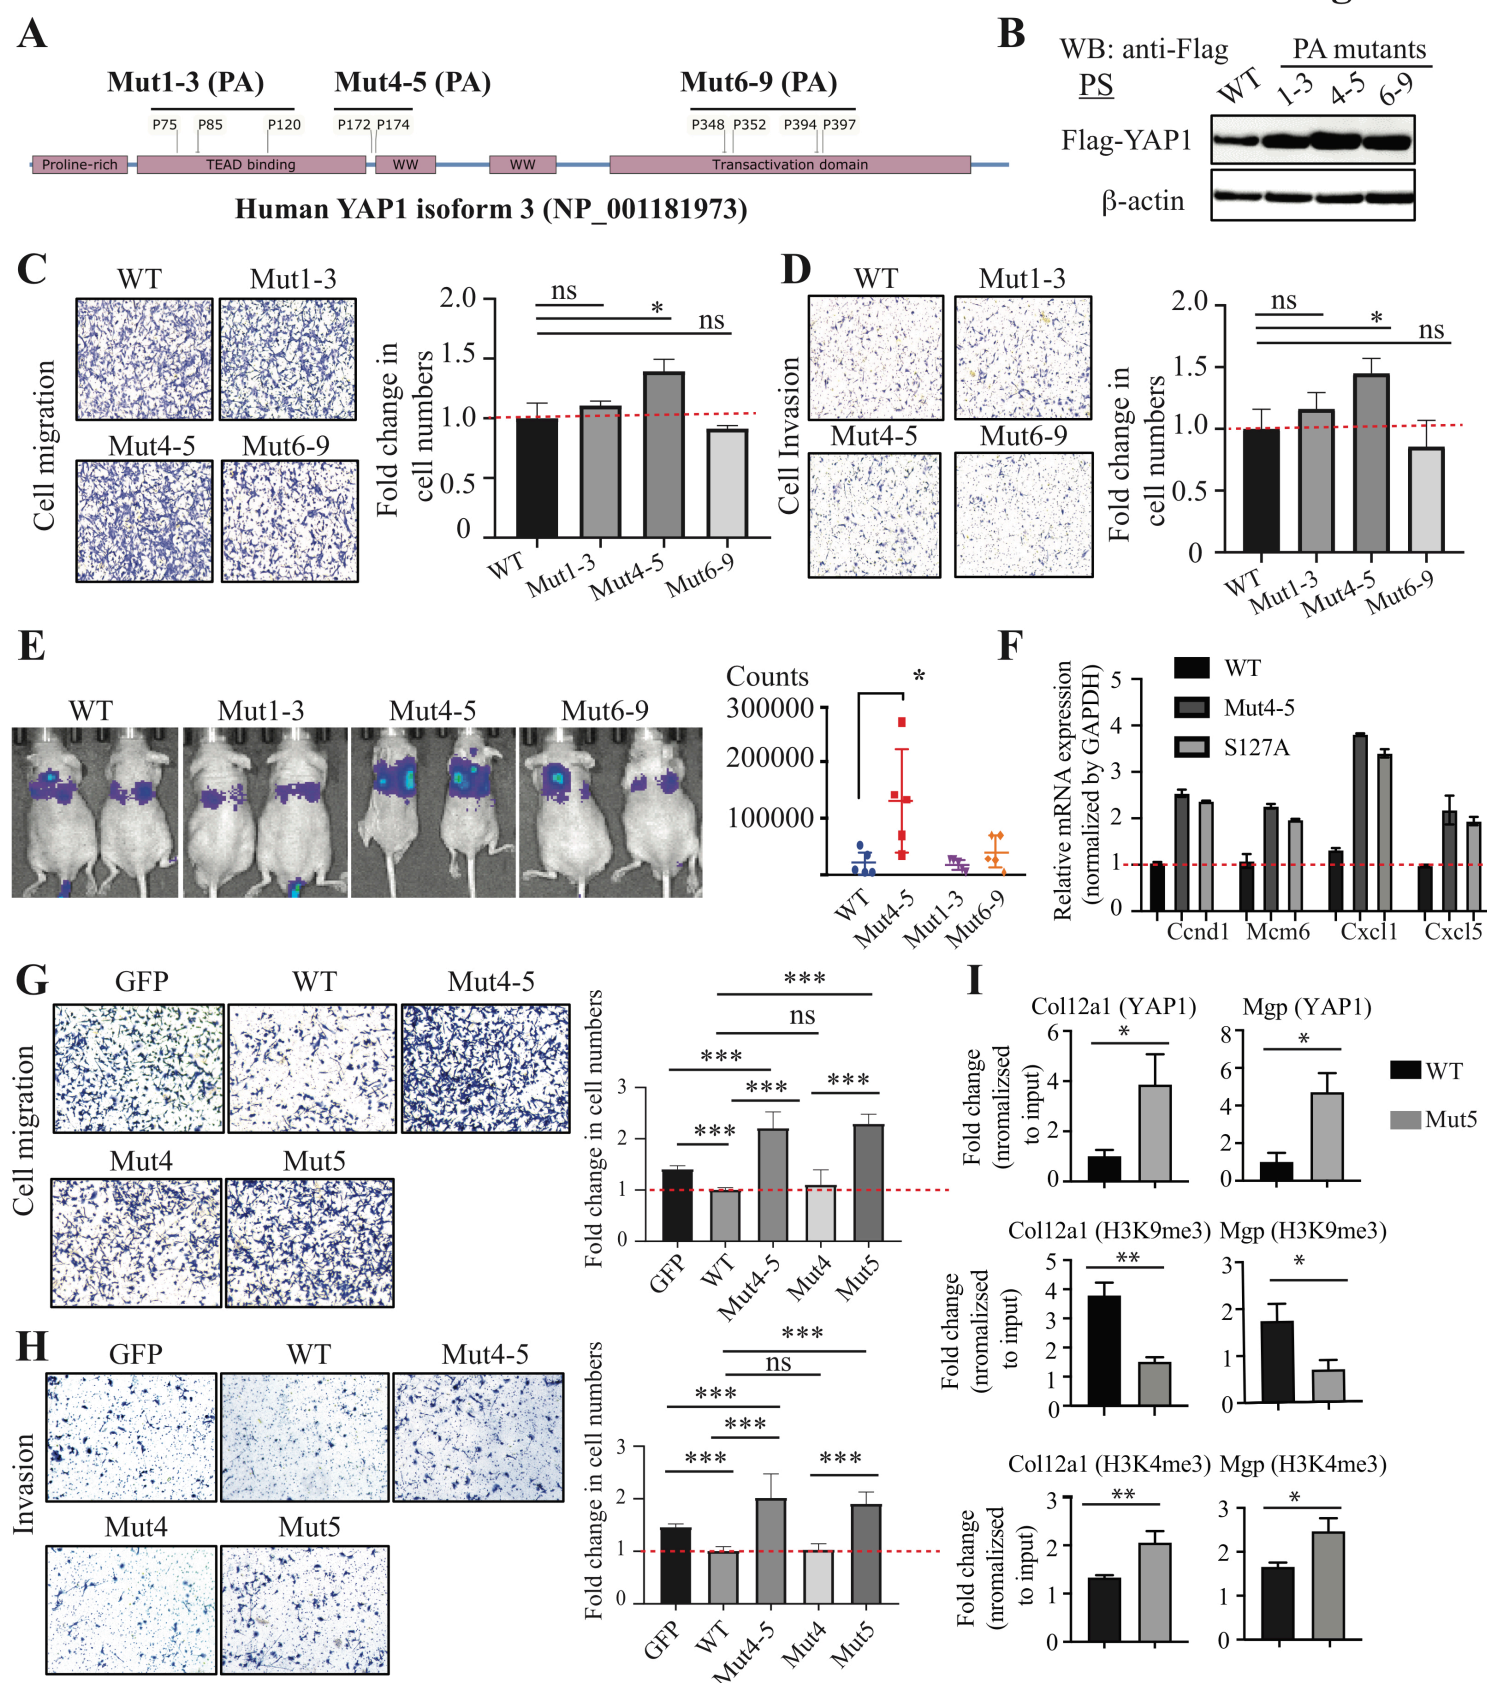 A
Mut1-3 (PA) Mut4-5 (PA) Mut6-9 (PA)
P75 P85 P120 P172 P174 P348 P352 P394 P397
Proline-rich TEAD binding WW WW Transactivation domain
Human YAP1 isoform 3 (NP_001181973)
B
WB: anti-Flag PA mutants
PS WT 1-3 4-5 6-9
Flag-YAP1
β-actin
C
WT Mut1-3
Mut4-5 Mut6-9
Cell migration
Fold change in
cell numbers
2.0
1.5
1.0
0.5
0
ns
*
ns
WT Mut1-3 Mut4-5 Mut6-9
D
WT Mut1-3
Mut4-5 Mut6-9
Cell Invasion
Fold change in
cell numbers
2.0
1.5
1.0
0.5
0
ns
*
ns
WT Mut1-3 Mut4-5 Mut6-9
E
WT Mut1-3 Mut4-5 Mut6-9
Counts
*
300000
200000
100000
WT Mut4-5 Mut1-3 Mut6-9
F
Relative mRNA expression
(normalized by GAPDH)
WT
Mut4-5
S127A
5
4
3
2
1
0
Ccnd1 Mcm6 Cxcl1 Cxcl5
G
GFP WT Mut4-5
Mut4 Mut5
Cell migration
Fold change in cell numbers
***
ns
*** ***
***
***
3
2
1
0
GFP WT Mut4-5 Mut4 Mut5
H
GFP WT Mut4-5
Mut4 Mut5
Invasion
Fold change in cell numbers
***
ns
***
***
*** ***
3
2
1
0
GFP WT Mut4-5 Mut4 Mut5
I
Col12a1 (YAP1) Mgp (YAP1)
Fold change
(nromalizsed
to input)
6
4
2
0
*
8
6
4
2
0
*
WT
Mut5
Col12a1 (H3K9me3) Mgp (H3K9me3)
Fold change
(nromalizsed
to input)
5
4
3
2
1
0
**
3
2
1
0
*
Col12a1 (H3K4me3) Mgp (H3K4me3)
Fold change
(nromalizsed
to input)
3
2
1
0
**
3
2
1
0
*